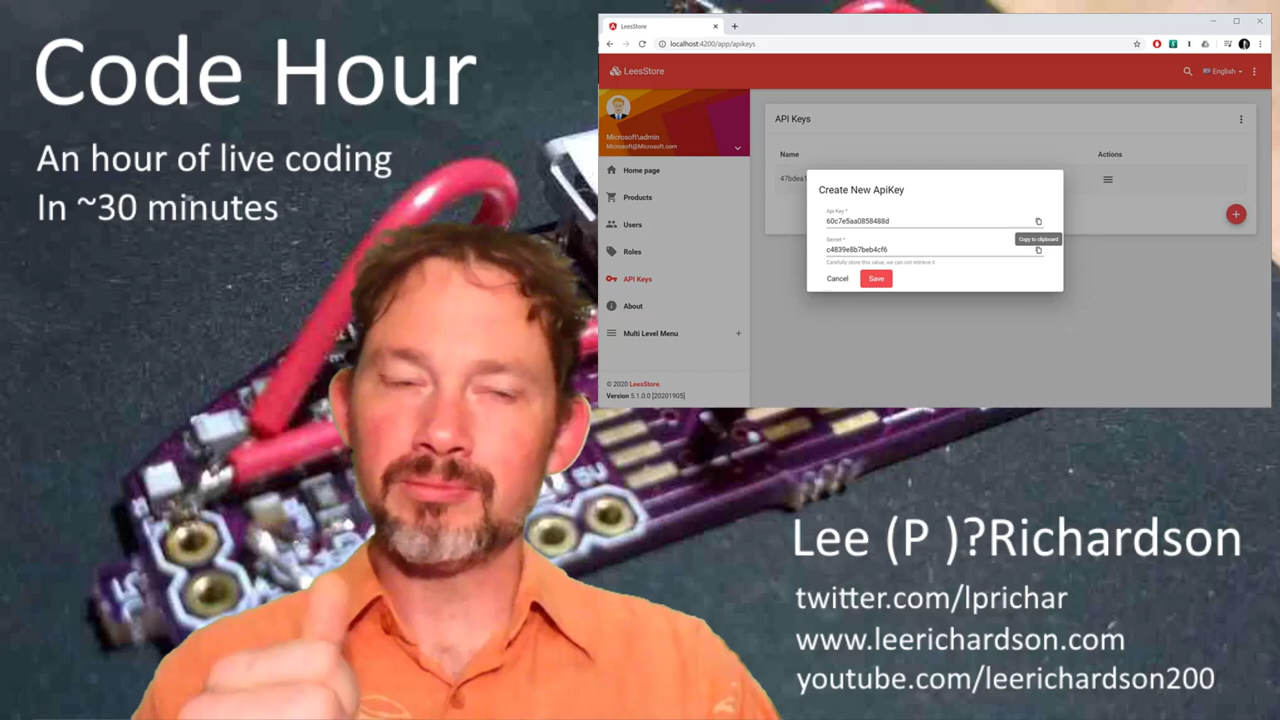 Code Hour
An hour of live coding
In ~30 minutes
LeesStore
localhost:4200/app/apikeys
LeesStore
English
Microsoft\admin
Microsoft@Microsoft.com
Home page
Products
Users
Roles
API Keys
About
Multi Level Menu
© 2020 LeesStore.
Version 5.1.0.0 [20201905]
API Keys
Name
Actions
47bdea1
Create New ApiKey
Api Key *
60c7e5aa0858488d
Copy to clipboard
Secret *
c4839e8b7beb4cf6
Carefully store this value, we can not retrieve it
Cancel
Save
Lee (P )?Richardson
twitter.com/lprichar
www.leerichardson.com
youtube.com/leerichardson200